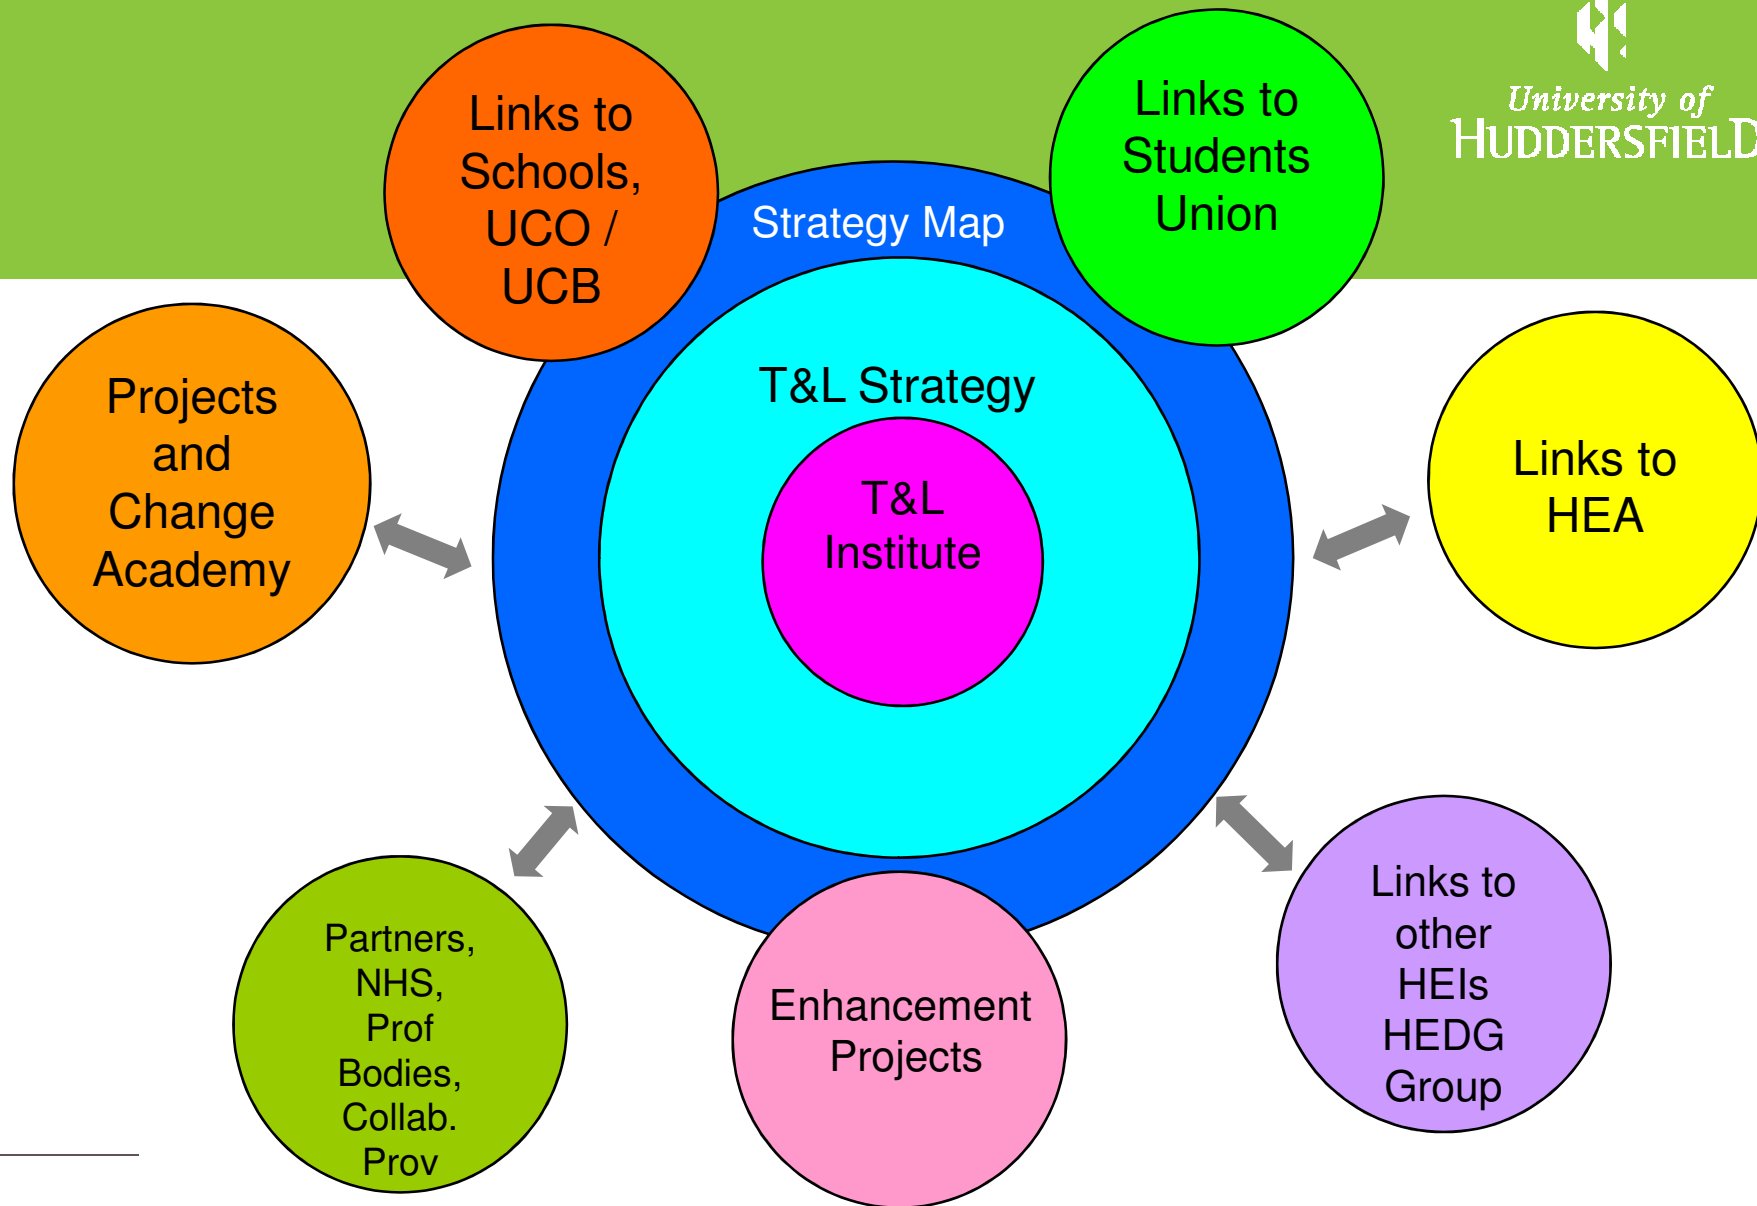 Links to
Schools,
UCO /
UCB
Links to
Students
Union
University of
HUDDERSFIELD
Strategy Map
Projects
and
Change
Academy
T&L Strategy
T&L
Institute
Links to
HEA
Partners,
NHS,
Prof
Bodies,
Collab.
Prov
Enhancement
Projects
Links to
other
HEIs
HEDG
Group